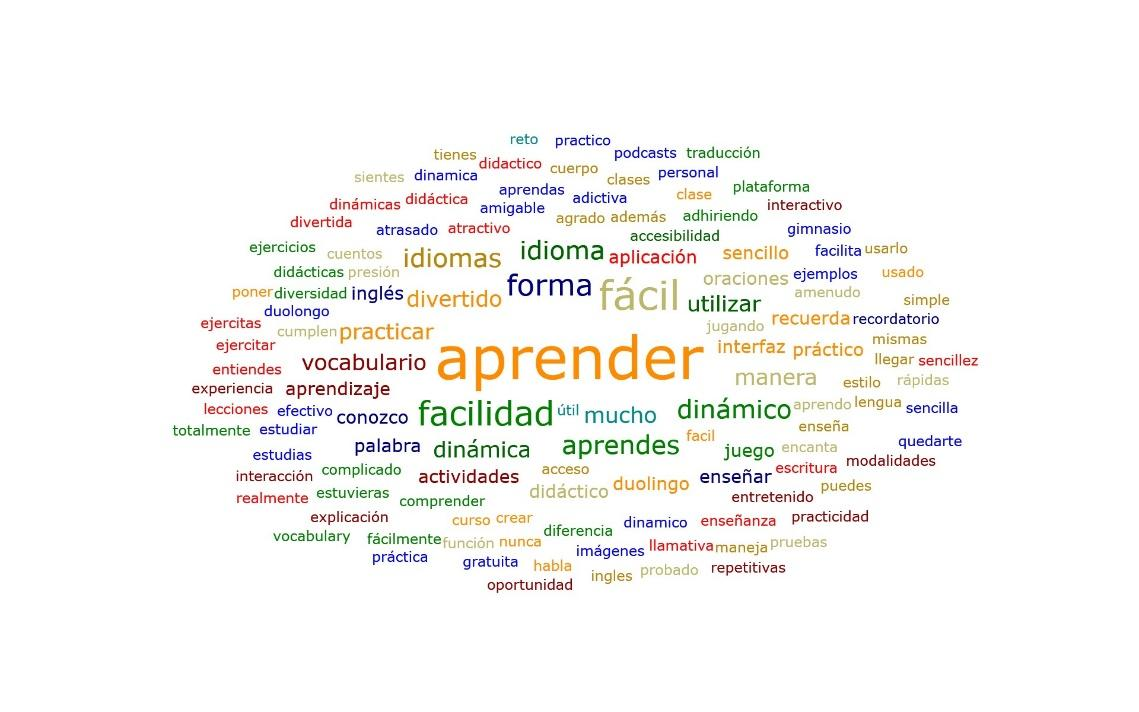 reto practico
tienes didactico cuerpo podcasts traducción
sientes dinamica aprendas clases personal
dinámicas didáctica amigable adictiva clase plataforma
divertida atrasado atractivo agrado además adhiriendo interactivo
ejercicios cuentos idiomas idioma accesibilidad gimnasio
aplicación sencillo facilita usarlo
didácticas presión oraciones ejemplos usado
poner diversidad inglés divertido forma fácil utilizar amenudo simple
duolongo
ejercitas cumplen practicar jugando recuerda recordatorio
ejercitar vocabulario aprender interfaz práctico mismas
entiendes llegar sencillez
experiencia aprendizaje manera estilo rápidas
lecciones efectivo conozco facilidad útil mucho dinámico aprendo lengua sencilla
totalmente estudiar enseña
palabra dinámica aprendes facil juego encanta quedarte
estudias modalidades
interacción complicado actividades acceso enseñar escritura
realmente estuvieras comprender didáctico duolingo entretenido puedes
explicación curso crear diferencia dinamico enseñanza practicidad
vocabulary fácilmente función nunca imágenes llamativa maneja pruebas
práctica gratuita habla probado repetitivas
oportunidad ingles